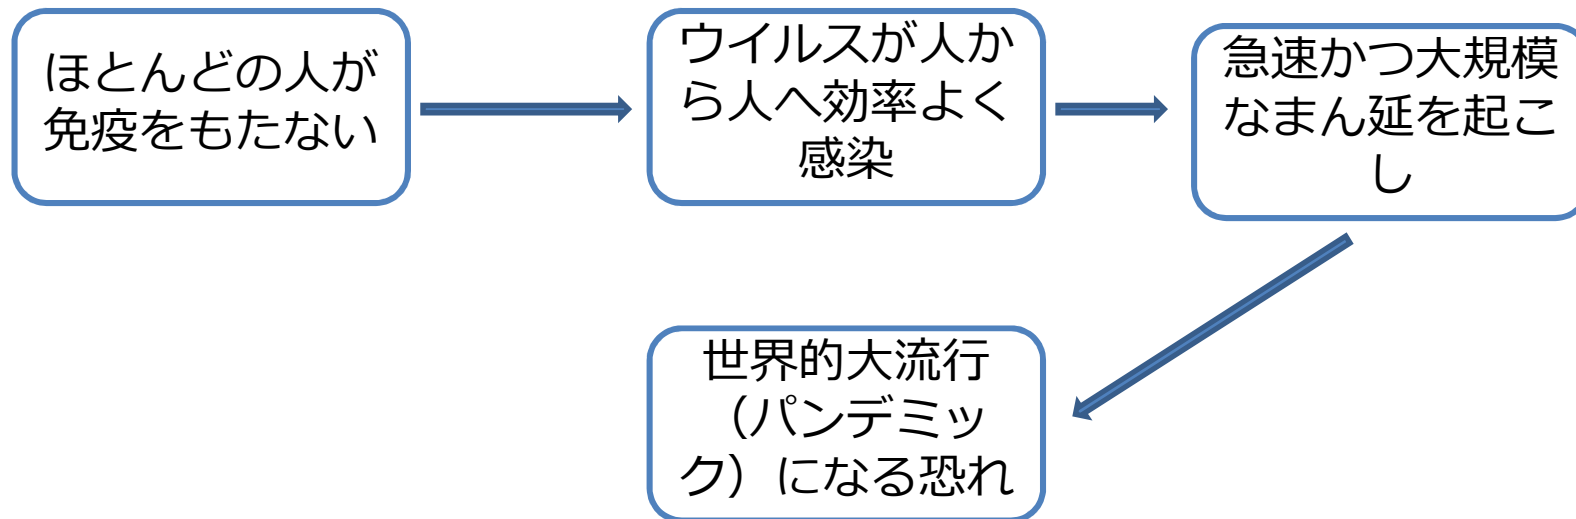 ほとんどの人が
免疫をもたない
ウイルスが人か
ら人へ効率よく
感染
急速かつ大規模
なまん延を起こ
し
世界的大流行
（パンデミッ
ク）になる恐れ